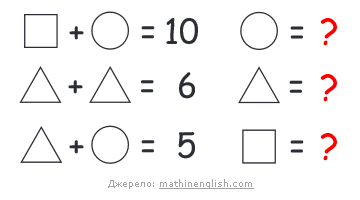 □ + ○ = 10 ○ = ?
△ + △ = 6 △ = ?
△ + ○ = 5 □ = ?
Джерело: mathinenglish.com